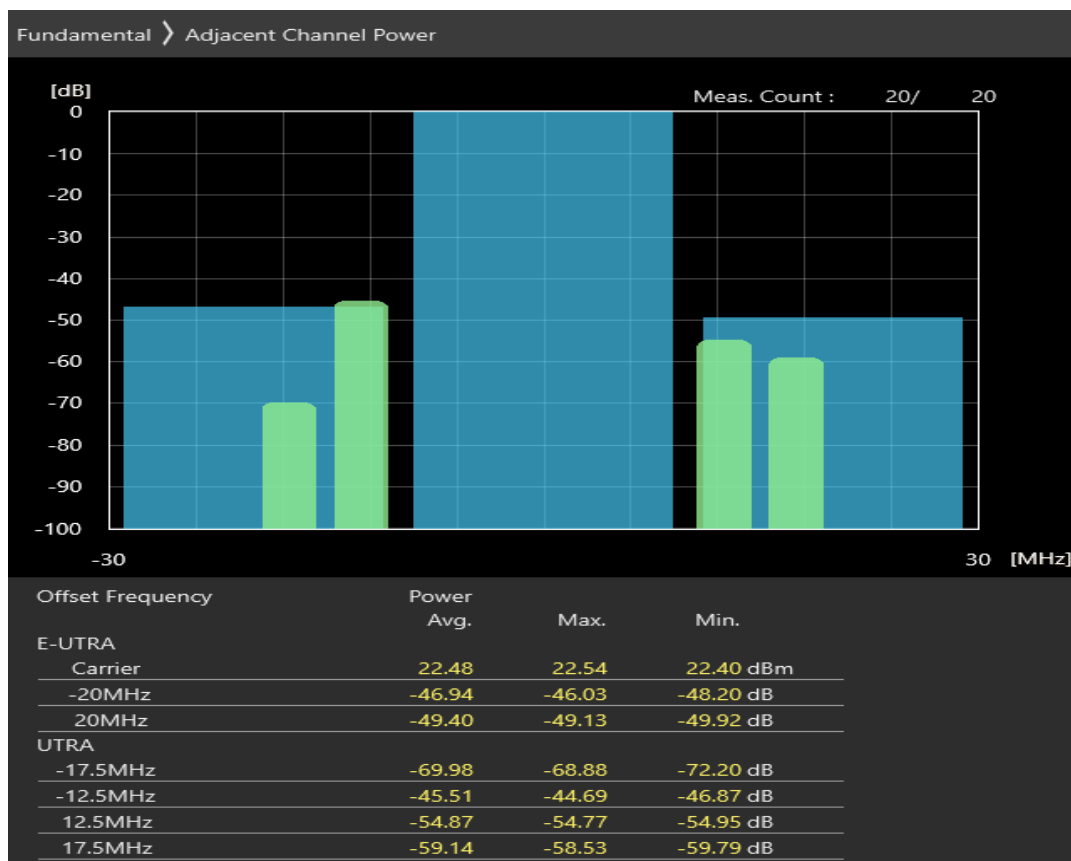 Fundamental 〉 Adjacent Channel Power
[dB]
Meas. Count : 20/ 20
0
-10
-20
-30
-40
-50
-60
-70
-80
-90
-100
-30 30 [MHz]
Offset Frequency Power
Avg. Max. Min.
E-UTRA
Carrier 22.48 22.54 22.40 dBm
-20MHz -46.94 -46.03 -48.20 dB
20MHz -49.40 -49.13 -49.92 dB
UTRA
-17.5MHz -69.98 -68.88 -72.20 dB
-12.5MHz -45.51 -44.69 -46.87 dB
12.5MHz -54.87 -54.77 -54.95 dB
17.5MHz -59.14 -58.53 -59.79 dB